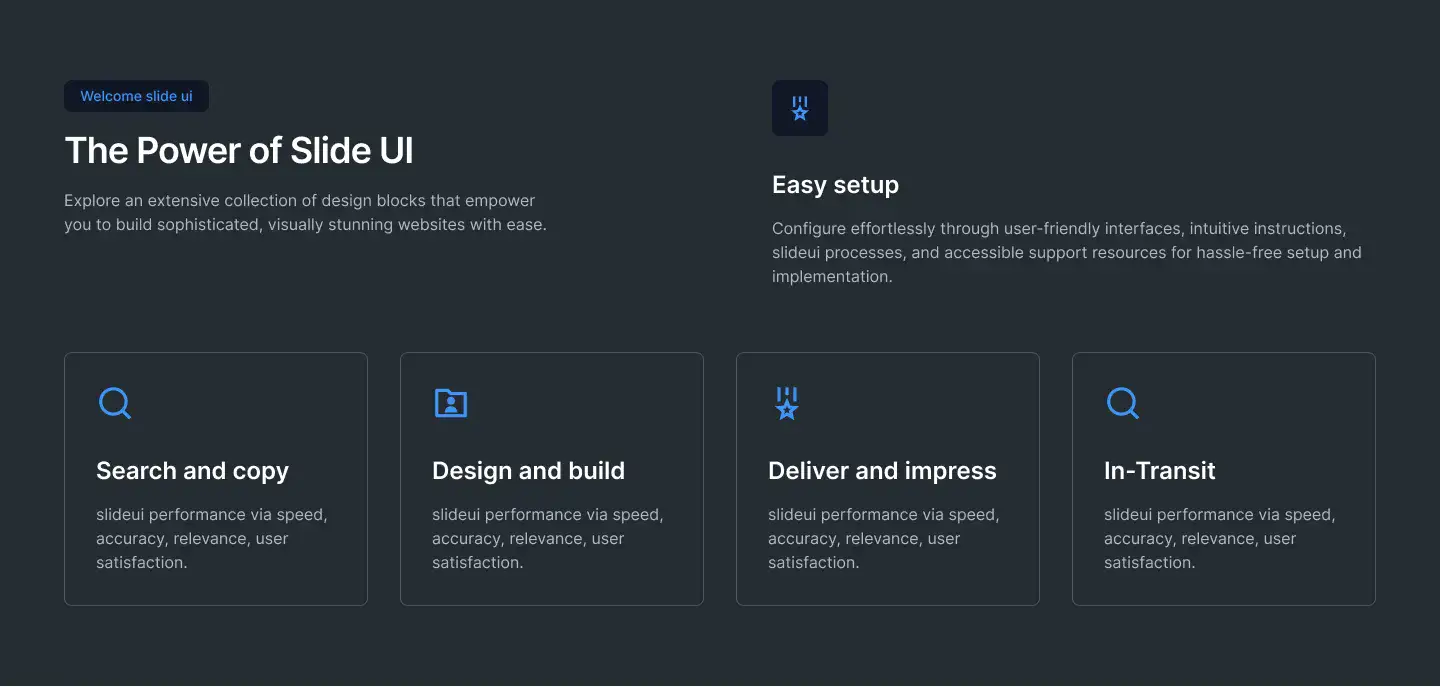 Welcome slide ui
The Power of Slide UI
Explore an extensive collection of design blocks that empower
you to build sophisticated, visually stunning websites with ease.
Easy setup
Configure effortlessly through user-friendly interfaces, intuitive instructions,
slideui processes, and accessible support resources for hassle-free setup and
implementation.
Search and copy
slideui performance via speed,
accuracy, relevance, user
satisfaction.
Design and build
slideui performance via speed,
accuracy, relevance, user
satisfaction.
Deliver and impress
slideui performance via speed,
accuracy, relevance, user
satisfaction.
In-Transit
slideui performance via speed,
accuracy, relevance, user
satisfaction.